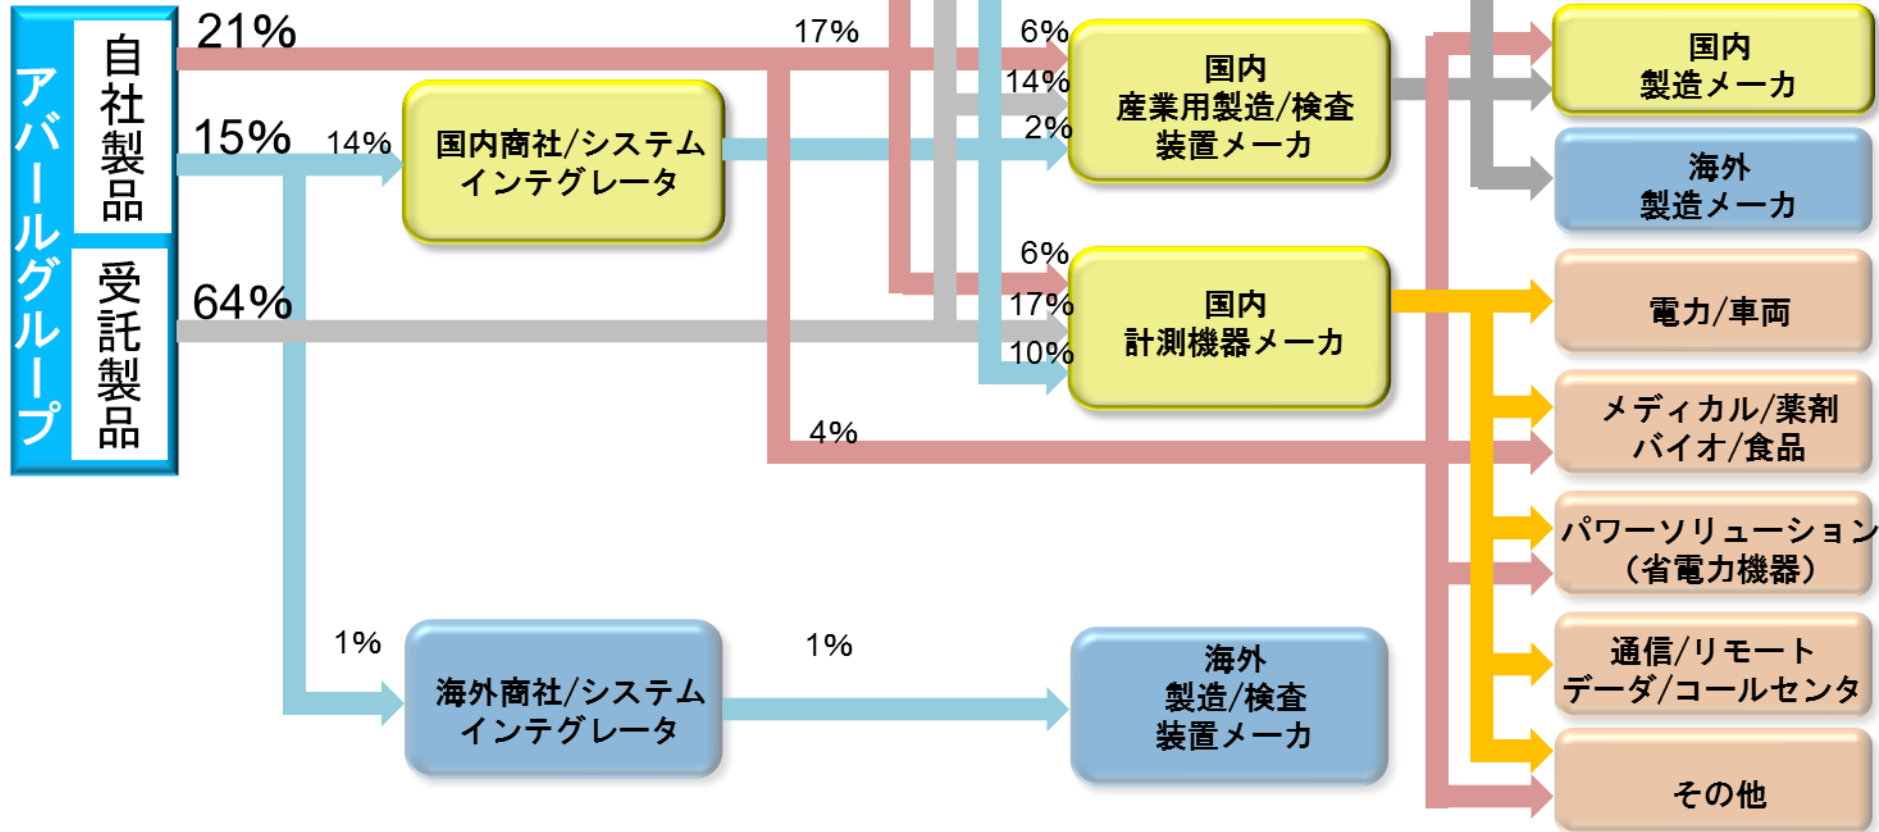 アバールグループ
自社製品
受託製品
21%
15%
64%
14%
1%
国内商社/システム
インテグレータ
海外商社/システム
インテグレータ
17%
4%
1%
6%
14%
2%
6%
17%
10%
国内
産業用製造/検査
装置メーカ
国内
計測機器メーカ
海外
製造/検査
装置メーカ
国内
製造メーカ
海外
製造メーカ
電力/車両
メディカル/薬剤
バイオ/食品
パワーソリューション
(省電力機器)
通信/リモート
データ/コールセンタ
その他